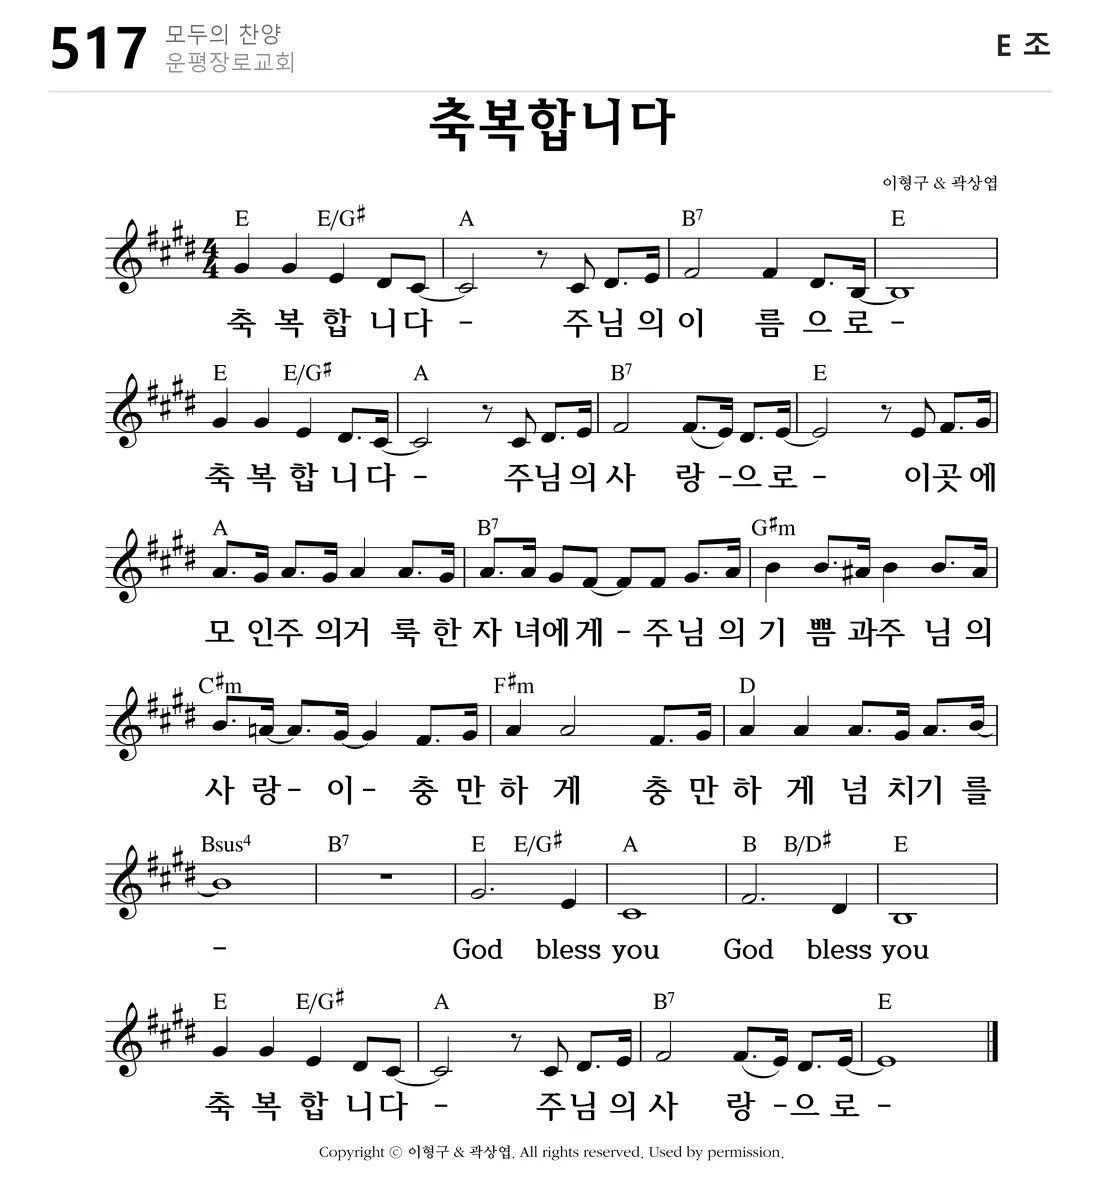 517 모두의 찬양
운평장로교회
E 조
축복합니다
이형구 & 곽상엽
E E/G♯ A B7 E
축 복 합 니다 - 주님 의 이 름 으 로 -
E E/G♯ A B7 E
축 복 합 니다 - 주님 의 사 랑 -으 로 - 이곳 에
A B7 G♯m
모 인주 의거 룩 한 자 녀에게 - 주 님 의 기 쁨 과주 님 의
C♯m F♯m D
사 랑 - 이 - 충 만 하 게 충 만 하 게 넘 치기 를
Bsus4 B7 E E/G♯ A B B/D♯ E
- God bless you God bless you
E E/G♯ A B7 E
축 복 합 니다 - 주님 의 사 랑 -으 로 -
Copyright ⓒ 이형구 & 곽상엽. All rights reserved. Used by permission.